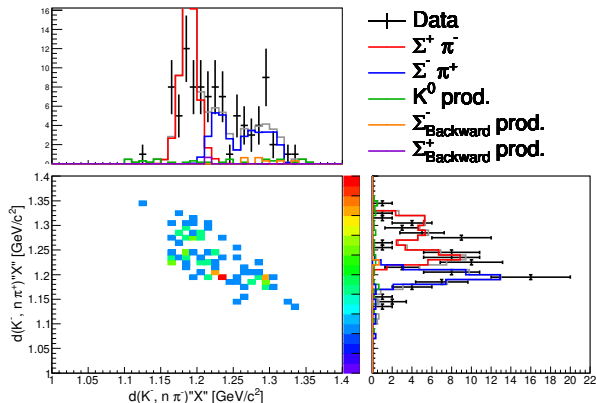 16
14
12
10
8
6
4
2
0
Data
Σ⁺ π⁻
Σ⁻ π⁺
K⁰ prod.
Σ⁻Backward prod.
Σ⁺Backward prod.
1.4
1.35
1.3
1.25
1.2
1.15
1.1
1.05
1
d(K⁻, n π⁺)"X" [GeV/c²]
1 1.05 1.1 1.15 1.2 1.25 1.3 1.35 1.4
d(K⁻, n π⁻)"X" [GeV/c²]
0 2 4 6 8 10 12 14 16 18 20 22